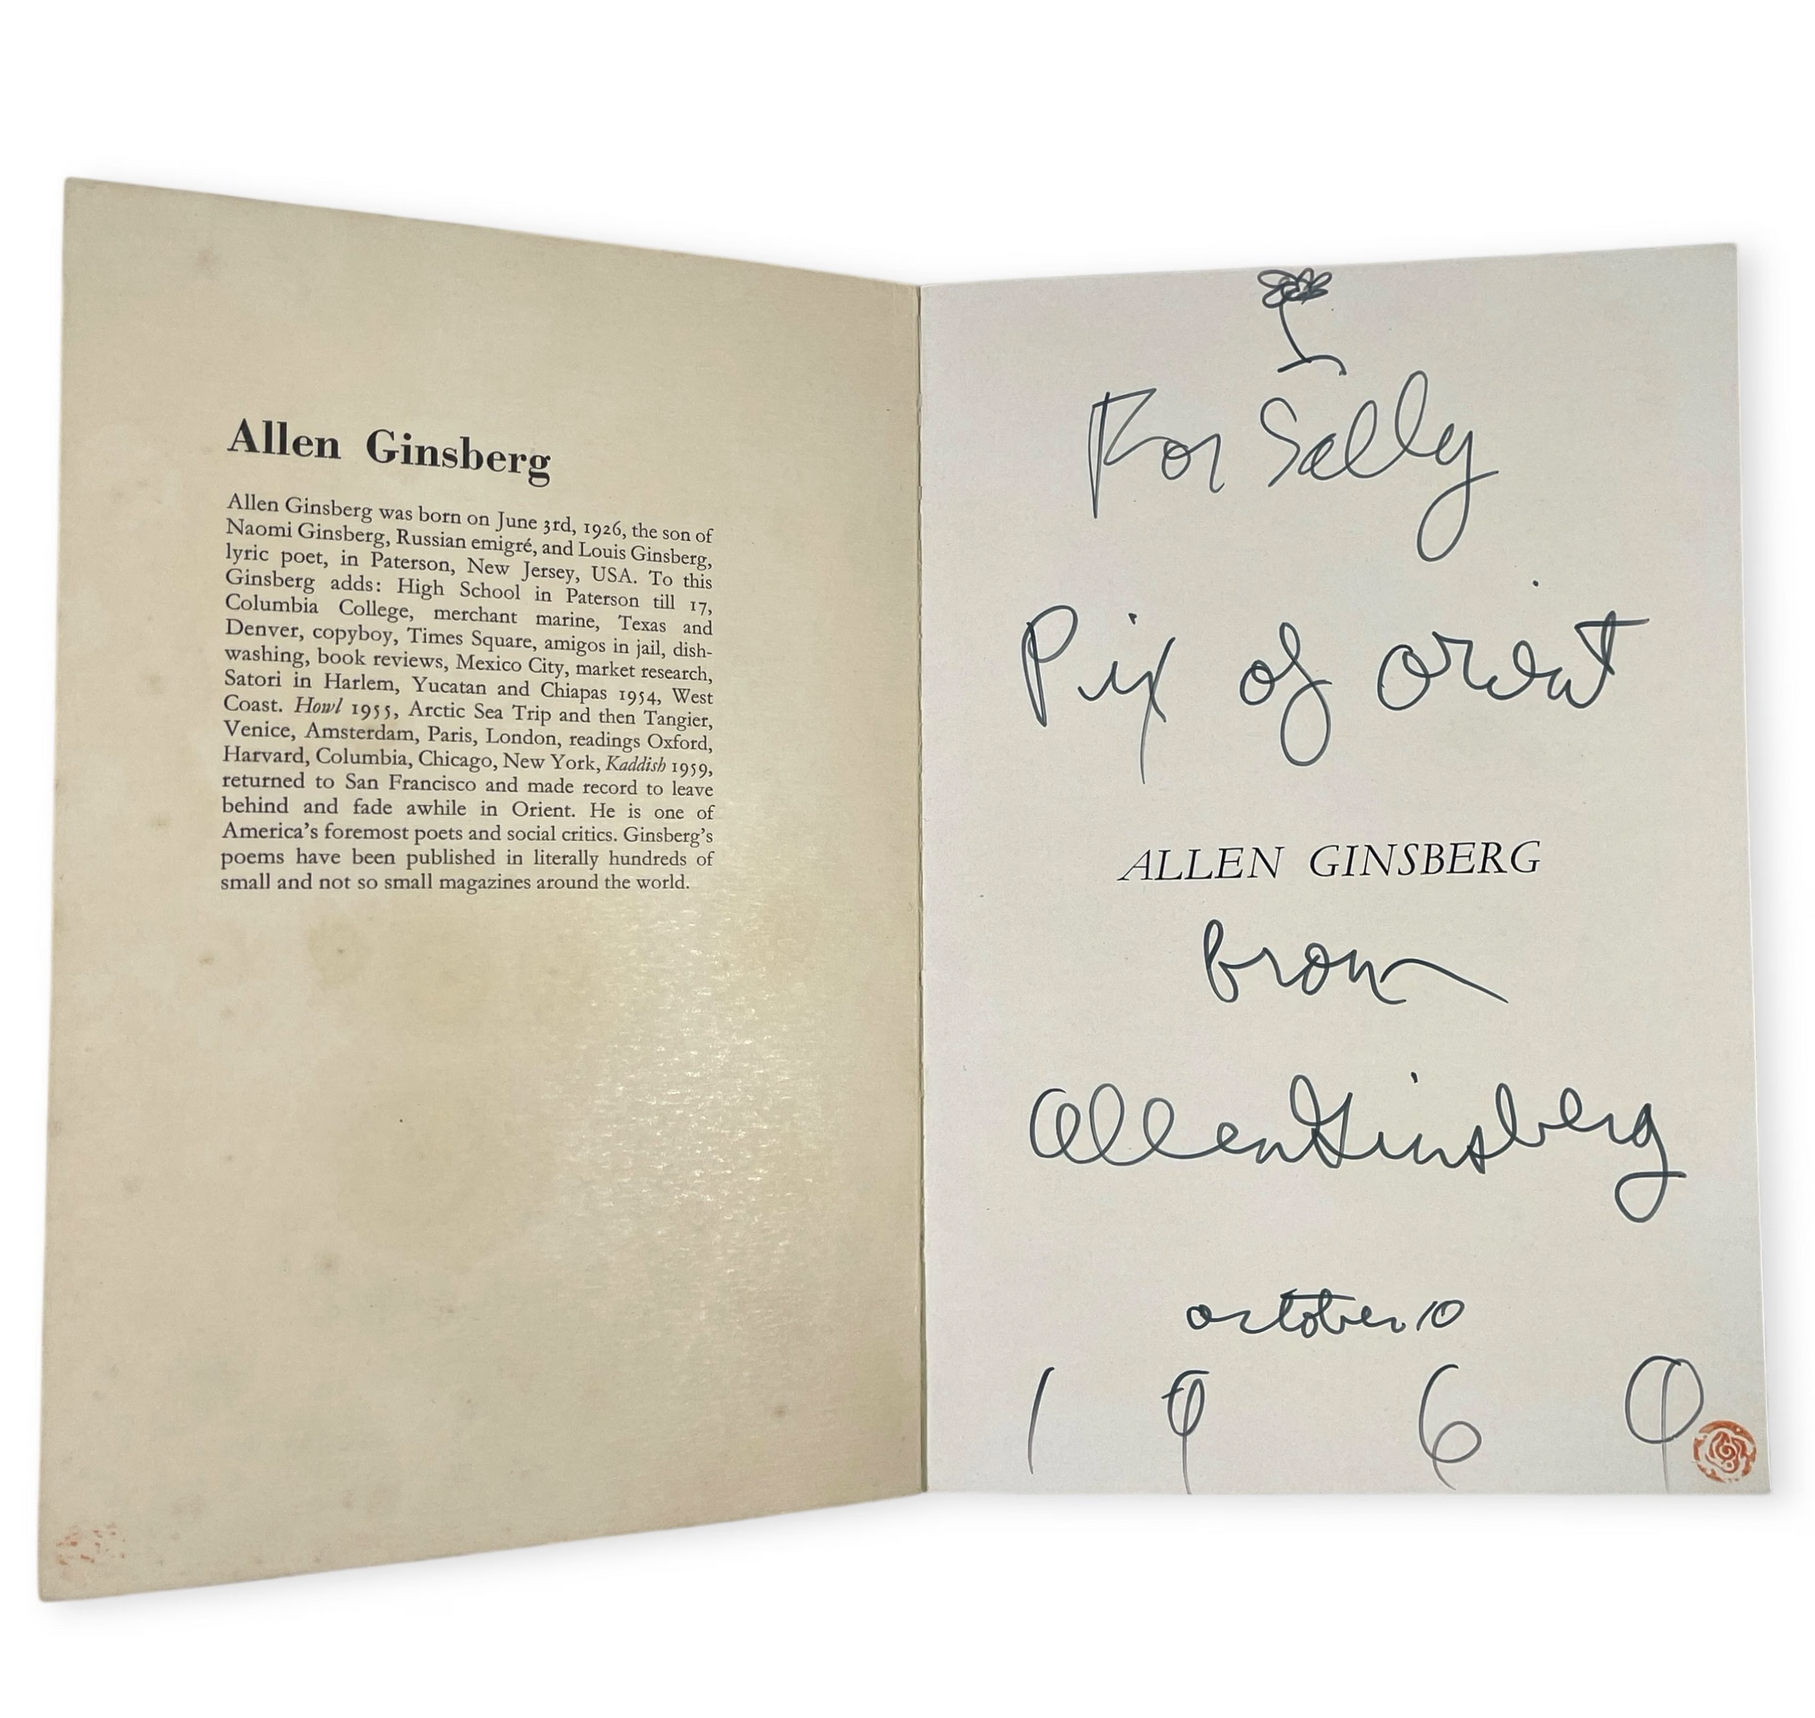 Allen Ginsberg
Allen Ginsberg was born on June 3rd, 1926, the son of
Naomi Ginsberg, Russian emigré, and Louis Ginsberg,
lyric poet, in Paterson, New Jersey, USA. To this
Ginsberg adds: High School in Paterson till 17,
Columbia College, merchant marine, Texas and
Denver, copyboy, Times Square, amigos in jail, dish-
washing, book reviews, Mexico City, market research,
Satori in Harlem, Yucatan and Chiapas 1954, West
Coast. Howl 1955, Arctic Sea Trip and then Tangier,
Venice, Amsterdam, Paris, London, readings Oxford,
Harvard, Columbia, Chicago, New York, Kaddish 1959,
returned to San Francisco and made record to leave
behind and fade awhile in Orient. He is one of
America's foremost poets and social critics. Ginsberg's
poems have been published in literally hundreds of
small and not so small magazines around the world.
For Sally
Pix of Orient
ALLEN GINSBERG
from
Allen Ginsberg
October 10
1969